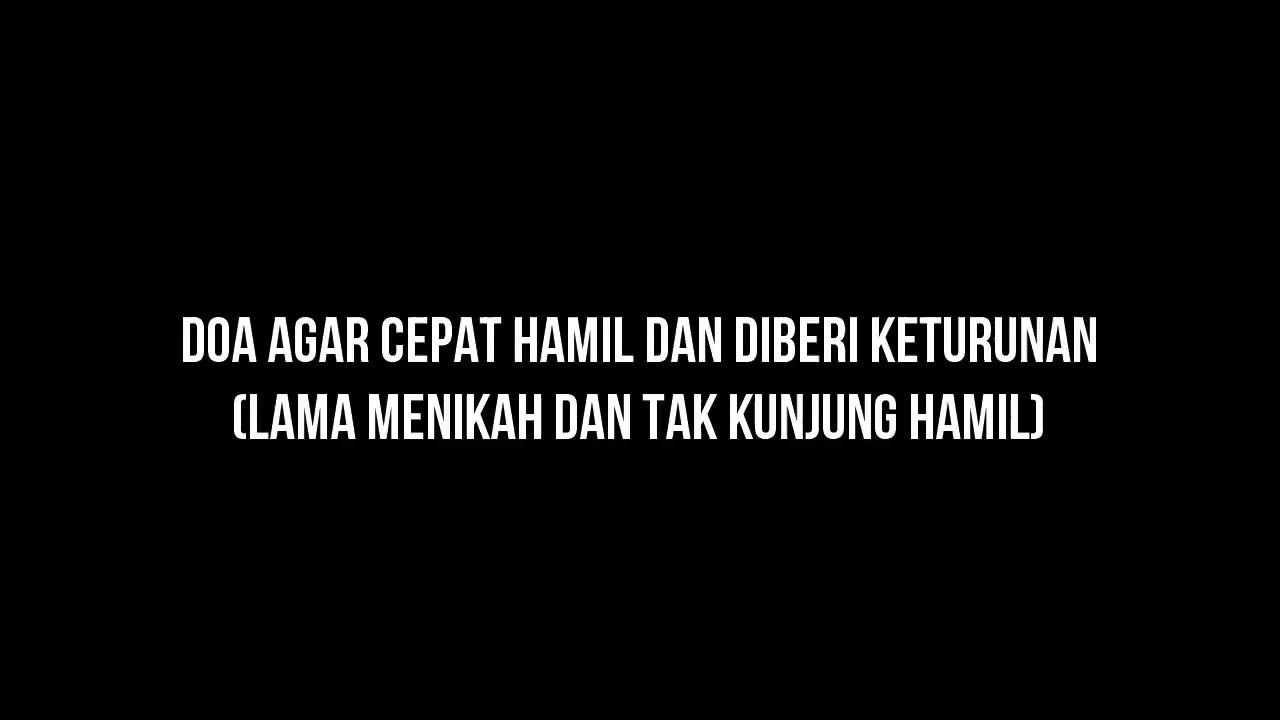 DOA AGAR CEPAT HAMIL DAN DIBERI KETURUNAN
(LAMA MENIKAH DAN TAK KUNJUNG HAMIL)